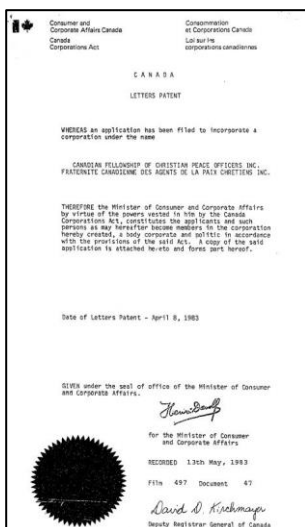 Consumer and
Corporate Affairs Canada
Consommation
et Corporations Canada
Canada
Corporations Act
Loi sur les
corporations canadiennes
CANADA
LETTERS PATENT
WHEREAS an application has been filed to incorporate a
corporation under the name
CANADIAN FELLOWSHIP OF CHRISTIAN PEACE OFFICERS INC.
FRATERNITE CANADIENNE DES AGENTS DE LA PAIX CHRETIENS INC.
THEREFORE the Minister of Consumer and Corporate Affairs
by virtue of the powers vested in him by the Canada
Corporations Act, constitutes the applicants and such
persons as may hereafter become members in the corporation
hereby created, a body corporate and politic in accordance
with the provisions of the said Act. A copy of the said
application is attached hereto and forms part hereof.
Date of Letters Patent - April 8, 1983
GIVEN under the seal of office of the Minister of Consumer
and Corporate Affairs.
for the Minister of Consumer
and Corporate Affairs
RECORDED 13th May, 1983
Film 497 Document 47
David D. Kirchmayer
Deputy Registrar General of Canada